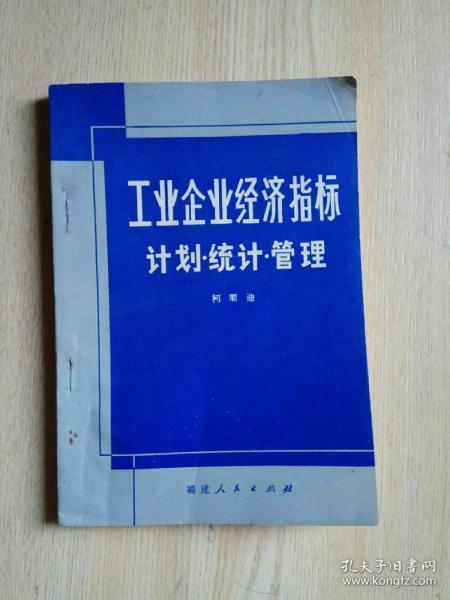 工业企业经济指标
计划·统计·管理
柯顺迪
福建人民出版社
孔夫子旧书网
www.kongfz.com